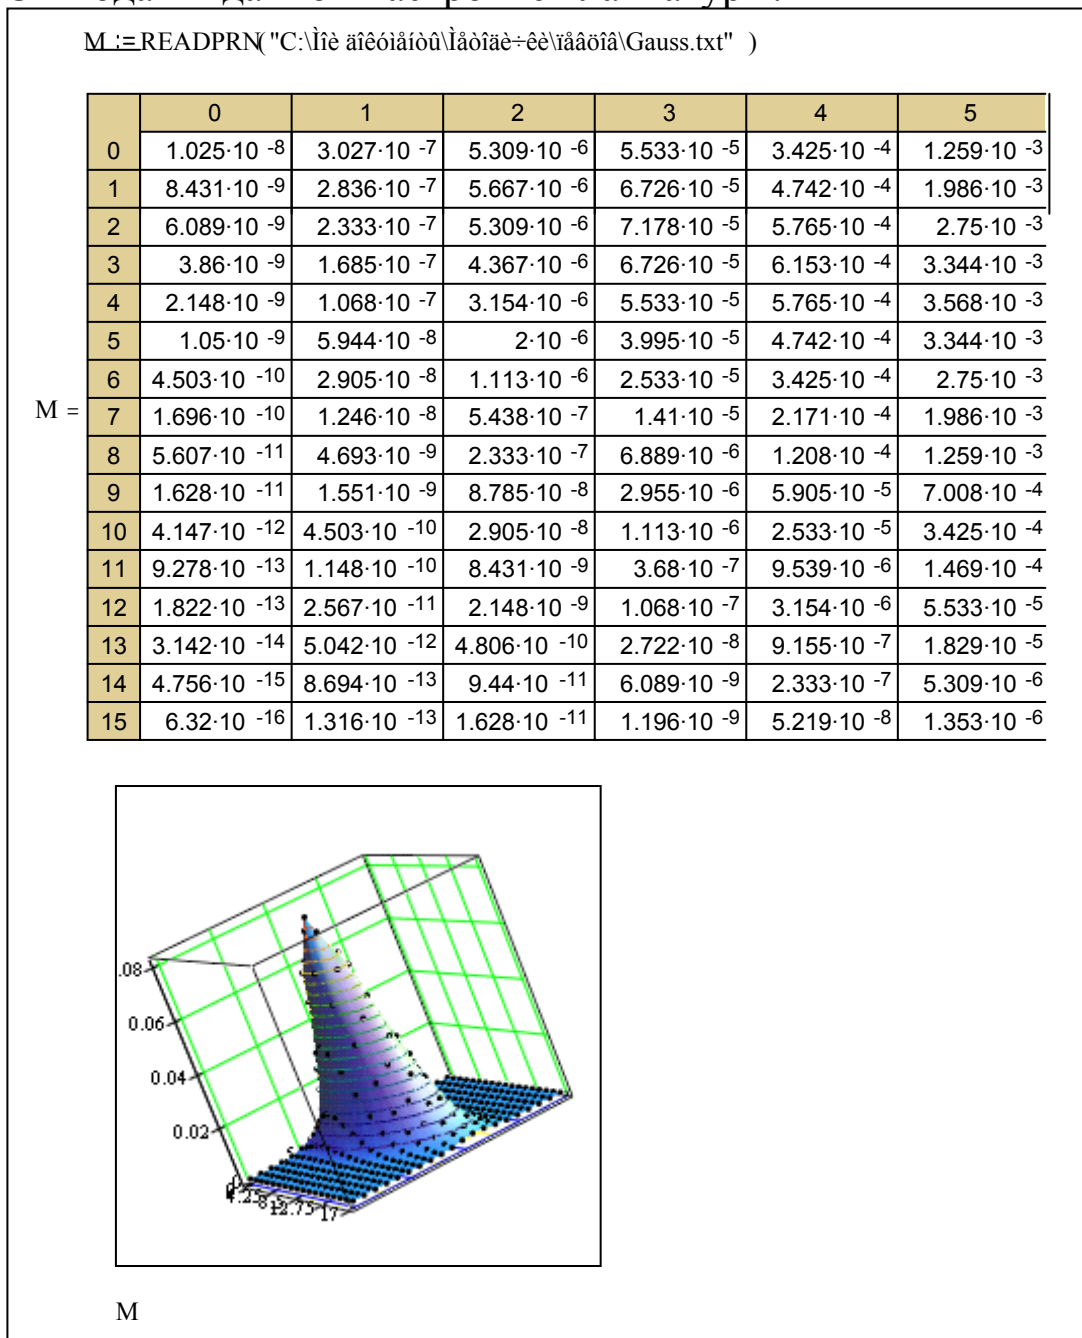 M := READPRN( "C:\Ìîè äîêóìåíòû\Ìåòîäè÷êè\ïåâöîâ\Gauss.txt" )
0 1 2 3 4 5
0 1.025·10 -8 3.027·10 -7 5.309·10 -6 5.533·10 -5 3.425·10 -4 1.259·10 -3
1 8.431·10 -9 2.836·10 -7 5.667·10 -6 6.726·10 -5 4.742·10 -4 1.986·10 -3
2 6.089·10 -9 2.333·10 -7 5.309·10 -6 7.178·10 -5 5.765·10 -4 2.75·10 -3
3 3.86·10 -9 1.685·10 -7 4.367·10 -6 6.726·10 -5 6.153·10 -4 3.344·10 -3
4 2.148·10 -9 1.068·10 -7 3.154·10 -6 5.533·10 -5 5.765·10 -4 3.568·10 -3
5 1.05·10 -9 5.944·10 -8 2·10 -6 3.995·10 -5 4.742·10 -4 3.344·10 -3
6 4.503·10 -10 2.905·10 -8 1.113·10 -6 2.533·10 -5 3.425·10 -4 2.75·10 -3
M = 7 1.696·10 -10 1.246·10 -8 5.438·10 -7 1.41·10 -5 2.171·10 -4 1.986·10 -3
8 5.607·10 -11 4.693·10 -9 2.333·10 -7 6.889·10 -6 1.208·10 -4 1.259·10 -3
9 1.628·10 -11 1.551·10 -9 8.785·10 -8 2.955·10 -6 5.905·10 -5 7.008·10 -4
10 4.147·10 -12 4.503·10 -10 2.905·10 -8 1.113·10 -6 2.533·10 -5 3.425·10 -4
11 9.278·10 -13 1.148·10 -10 8.431·10 -9 3.68·10 -7 9.539·10 -6 1.469·10 -4
12 1.822·10 -13 2.567·10 -11 2.148·10 -9 1.068·10 -7 3.154·10 -6 5.533·10 -5
13 3.142·10 -14 5.042·10 -12 4.806·10 -10 2.722·10 -8 9.155·10 -7 1.829·10 -5
14 4.756·10 -15 8.694·10 -13 9.44·10 -11 6.089·10 -9 2.333·10 -7 5.309·10 -6
15 6.32·10 -16 1.316·10 -13 1.628·10 -11 1.196·10 -9 5.219·10 -8 1.353·10 -6
.08
0.06
0.04
0.02
12.75 17
M